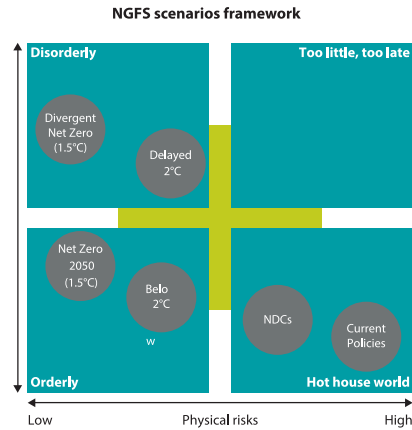 NGFS scenarios framework
Disorderly
Too little, too late
Divergent
Net Zero
(1.5°C)
Delayed
2°C
Net Zero
2050
(1.5°C)
Belo
2°C
w
NDCs
Current
Policies
Orderly
Hot house world
Low
Physical risks
High